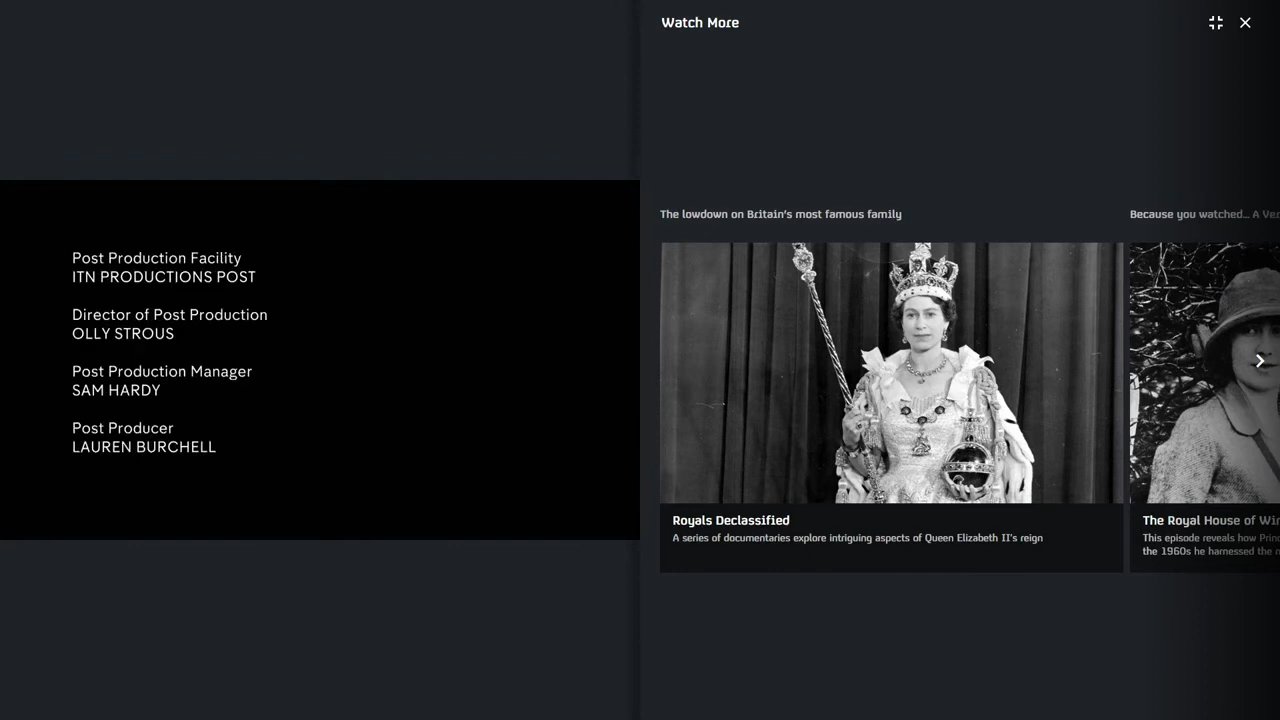 Watch More
Post Production Facility
ITN PRODUCTIONS POST
Director of Post Production
OLLY STROUS
Post Production Manager
SAM HARDY
Post Producer
LAUREN BURCHELL
The lowdown on Britain's most famous family
Royals Declassified
A series of documentaries explore intriguing aspects of Queen Elizabeth II's reign
Because you watched... A
The Royal House of
This episode reveals how
the 1960s he harnessed the